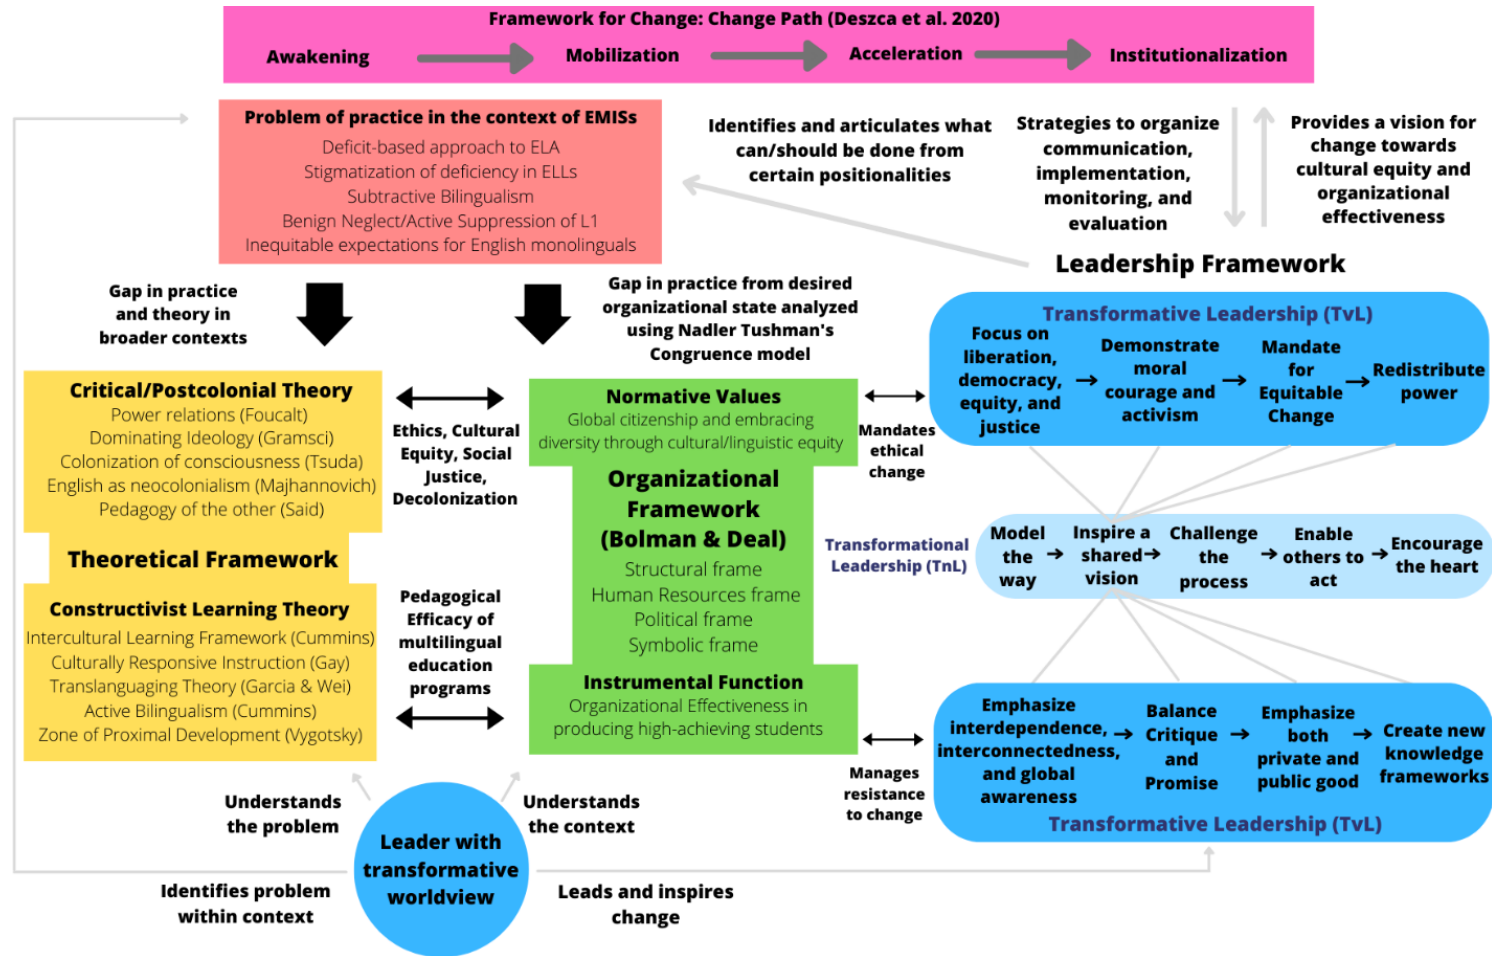 Framework for Change: Change Path (Deszca et al. 2020)
Awakening
Mobilization
Acceleration
Institutionalization
Problem of practice in the context of EMISs
Deficit-based approach to ELA
Stigmatization of deficiency in ELLs
Subtractive Bilingualism
Benign Neglect/Active Suppression of L1
Inequitable expectations for English monolinguals
Identifies and articulates what
can/should be done from
certain positionalities
Strategies to organize
communication,
implementation,
monitoring, and
evaluation
Provides a vision for
change towards
cultural equity and
organizational
effectiveness
Gap in practice
and theory in
broader contexts
Gap in practice from desired
organizational state analyzed
using Nadler Tushman's
Congruence model
Leadership Framework
Transformative Leadership (TvL)
Focus on
liberation,
democracy,
equity, and
justice
Demonstrate
moral
courage and
activism
Mandate
for
Equitable
Change
Redistribute
power
Critical/Postcolonial Theory
Power relations (Foucalt)
Dominating Ideology (Gramsci)
Colonization of consciousness (Tsuda)
English as neocolonialism (Majhannovich)
Pedagogy of the other (Said)
Theoretical Framework
Constructivist Learning Theory
Intercultural Learning Framework (Cummins)
Culturally Responsive Instruction (Gay)
Translanguaging Theory (Garcia & Wei)
Active Bilingualism (Cummins)
Zone of Proximal Development (Vygotsky)
Ethics, Cultural
Equity, Social
Justice,
Decolonization
Pedagogical
Efficacy of
multilingual
education
programs
Normative Values
Global citizenship and embracing
diversity through cultural/linguistic equity
Organizational
Framework
(Bolman & Deal)
Structural frame
Human Resources frame
Political frame
Symbolic frame
Instrumental Function
Organizational Effectiveness in
producing high-achieving students
Mandates
ethical
change
Transformational
Leadership (TnL)
Model
the
way
Inspire a
shared
vision
Challenge
the
process
Enable
others to
act
Encourage
the heart
Manages
resistance
to change
Emphasize
interdependence,
interconnectedness,
and global
awareness
Balance
Critique
and
Promise
Emphasize
both
private and
public good
Create new
knowledge
frameworks
Transformative Leadership (TvL)
Understands
the problem
Understands
the context
Leader with
transformative
worldview
Identifies problem
within context
Leads and inspires
change